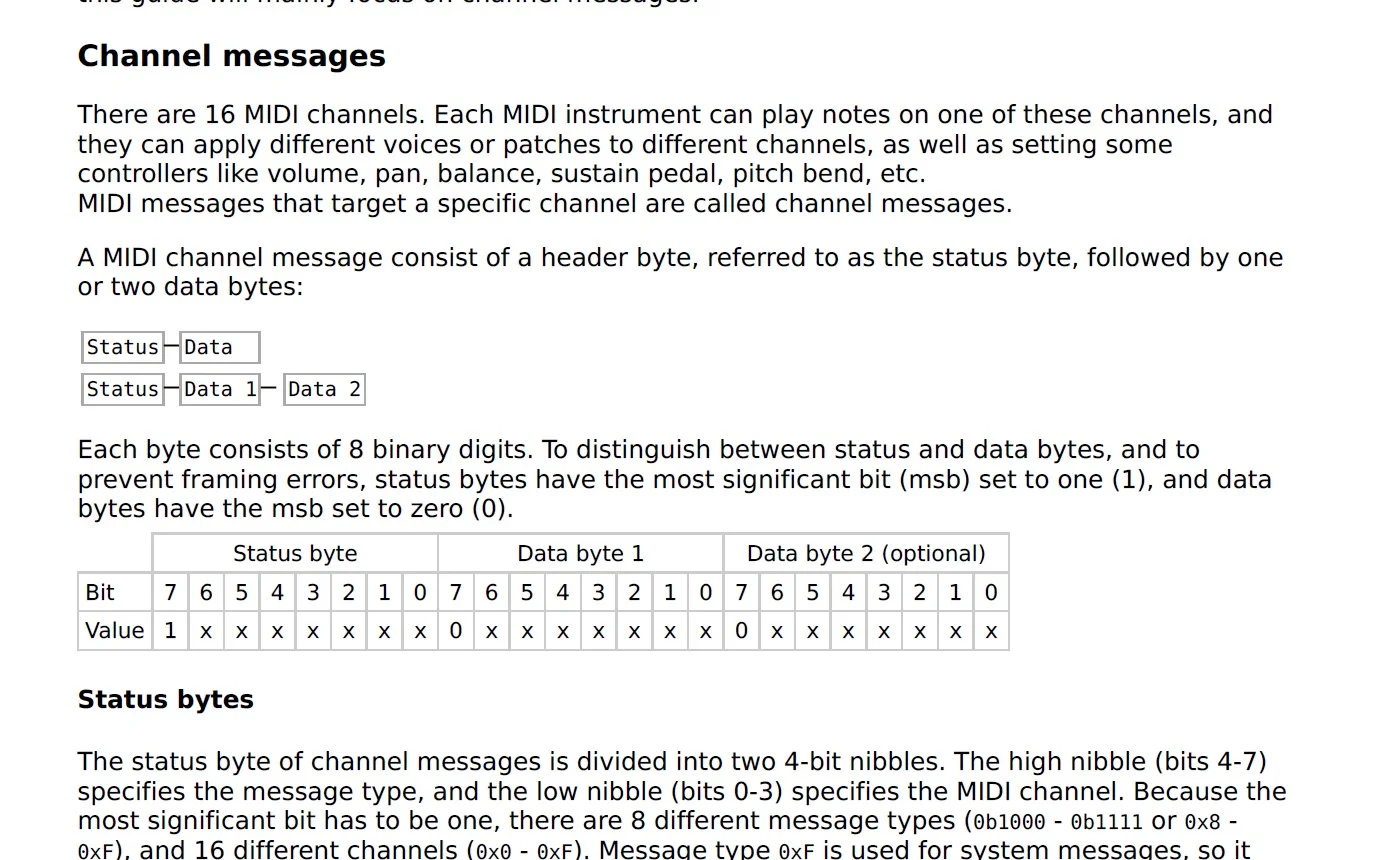 this guide will mainly focus on channel messages.
Channel messages
There are 16 MIDI channels. Each MIDI instrument can play notes on one of these channels, and
they can apply different voices or patches to different channels, as well as setting some
controllers like volume, pan, balance, sustain pedal, pitch bend, etc.
MIDI messages that target a specific channel are called channel messages.
A MIDI channel message consist of a header byte, referred to as the status byte, followed by one
or two data bytes:
Status Data
Status Data 1 Data 2
Each byte consists of 8 binary digits. To distinguish between status and data bytes, and to
prevent framing errors, status bytes have the most significant bit (msb) set to one (1), and data
bytes have the msb set to zero (0).
Status byte Data byte 1 Data byte 2 (optional)
Bit 7 6 5 4 3 2 1 0 7 6 5 4 3 2 1 0 7 6 5 4 3 2 1 0
Value 1 x x x x x x x 0 x x x x x x x 0 x x x x x x x
Status bytes
The status byte of channel messages is divided into two 4-bit nibbles. The high nibble (bits 4-7)
specifies the message type, and the low nibble (bits 0-3) specifies the MIDI channel. Because the
most significant bit has to be one, there are 8 different message types (0b1000 - 0b1111 or 0x8 -
0xF), and 16 different channels (0x0 - 0xF). Message type 0xF is used for system messages, so it